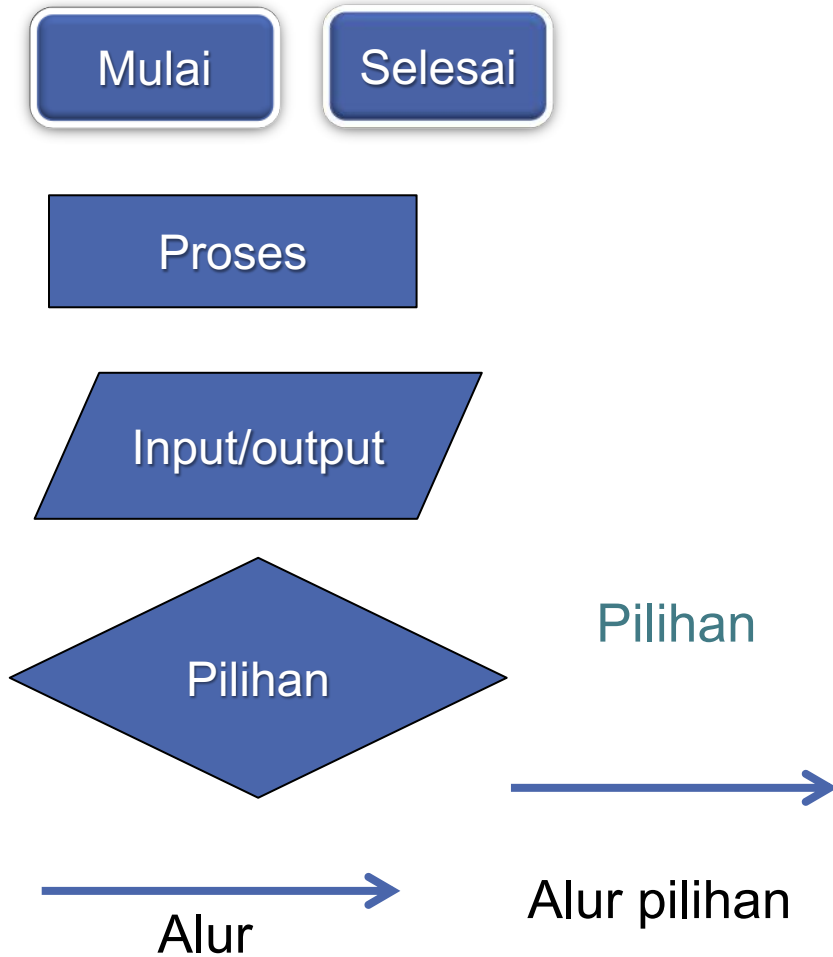 Mulai
Selesai
Proses
Input/output
Pilihan
Pilihan
Alur pilihan
Alur